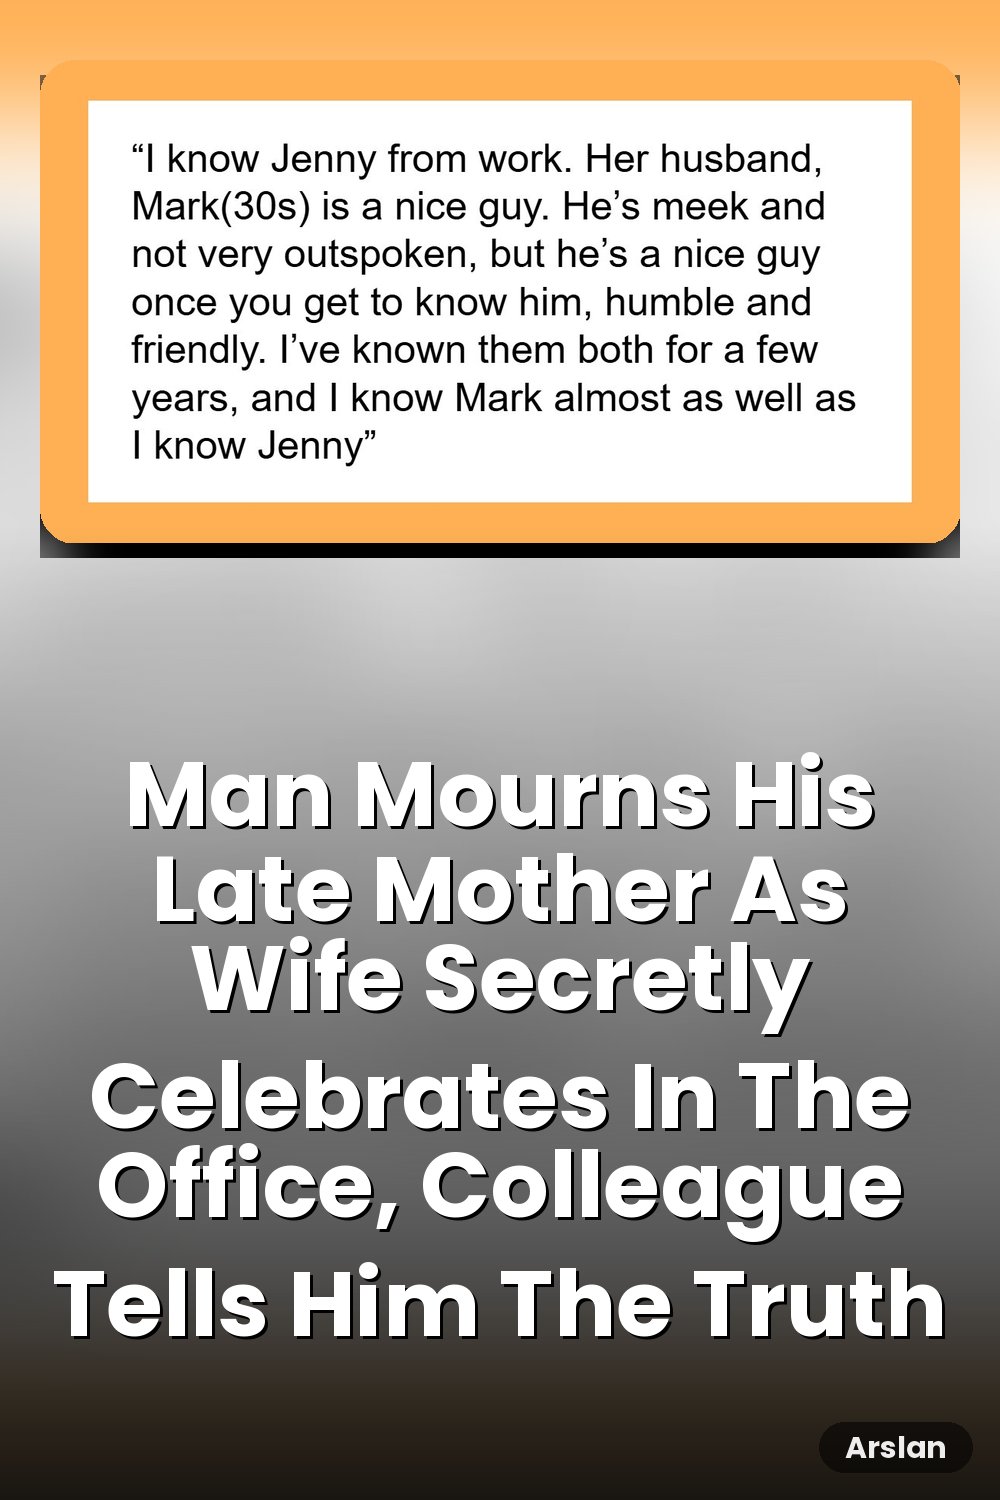 “I know Jenny from work. Her husband,
Mark(30s) is a nice guy. He’s meek and
not very outspoken, but he’s a nice guy
once you get to know him, humble and
friendly. I’ve known them both for a few
years, and I know Mark almost as well as
I know Jenny”
Man Mourns His
Late Mother As
Wife Secretly
Celebrates In The
Office, Colleague
Tells Him The Truth
Arslan